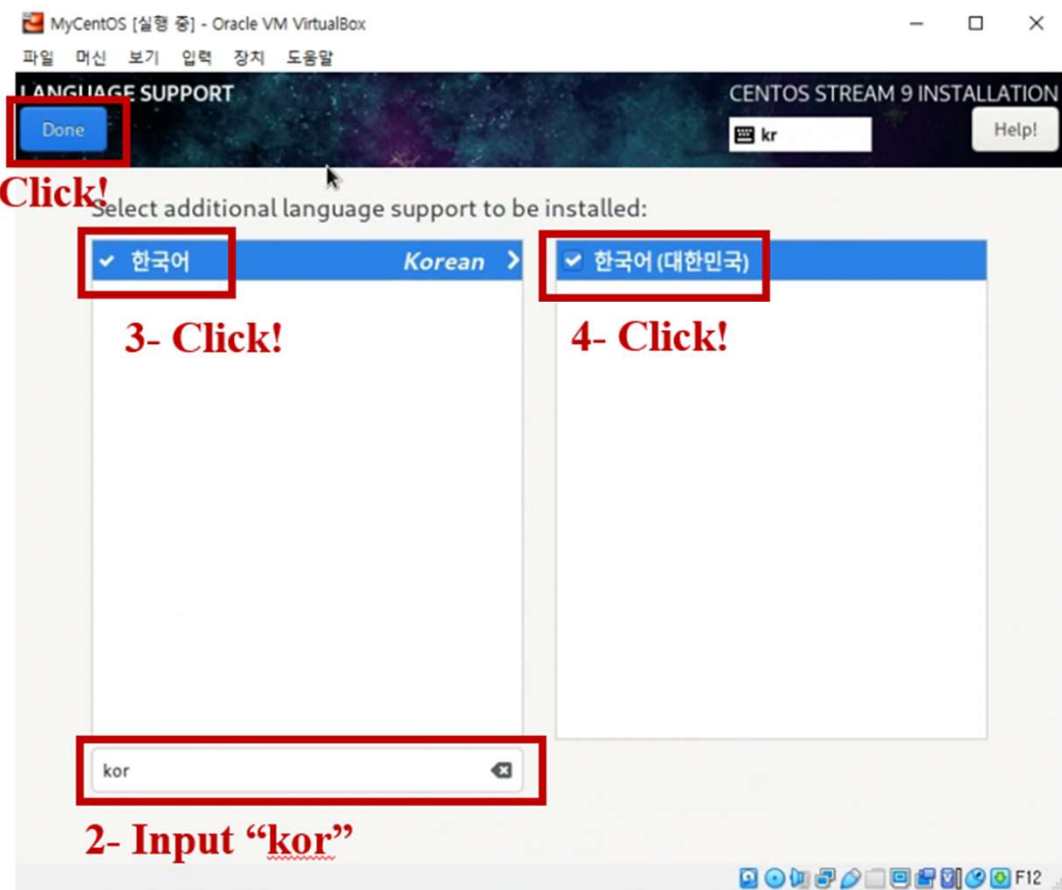 MyCentOS [실행 중] - Oracle VM VirtualBox
파일 머신 보기 입력 장치 도움말
LANGUAGE SUPPORT
CENTOS STREAM 9 INSTALLATION
Done
kr
Help!
Click!
Select additional language support to be installed:
한국어 Korean
한국어 (대한민국)
3- Click!
4- Click!
kor
2- Input “kor”
F12